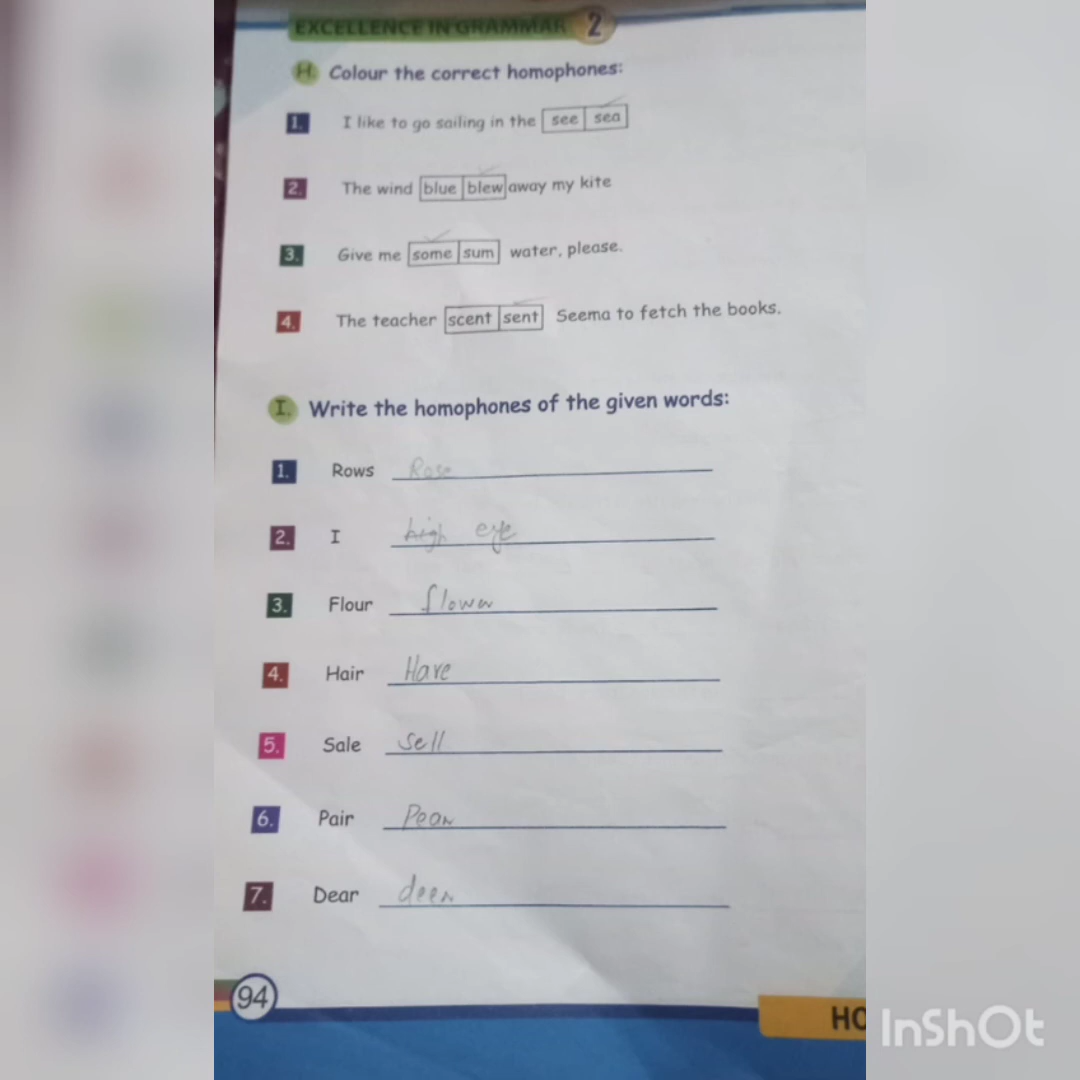 EXCELLENCE IN GRAMMAR 2
H. Colour the correct homophones:
1. I like to go sailing in the see sea
2. The wind blue blew away my kite
3. Give me some sum water, please.
4. The teacher scent sent Seema to fetch the books.
I. Write the homophones of the given words:
1. Rows Rose
2. I high eye
3. Flour flower
4. Hair Hare
5. Sale sell
6. Pair Pear
7. Dear deer
94
HO
InShOt